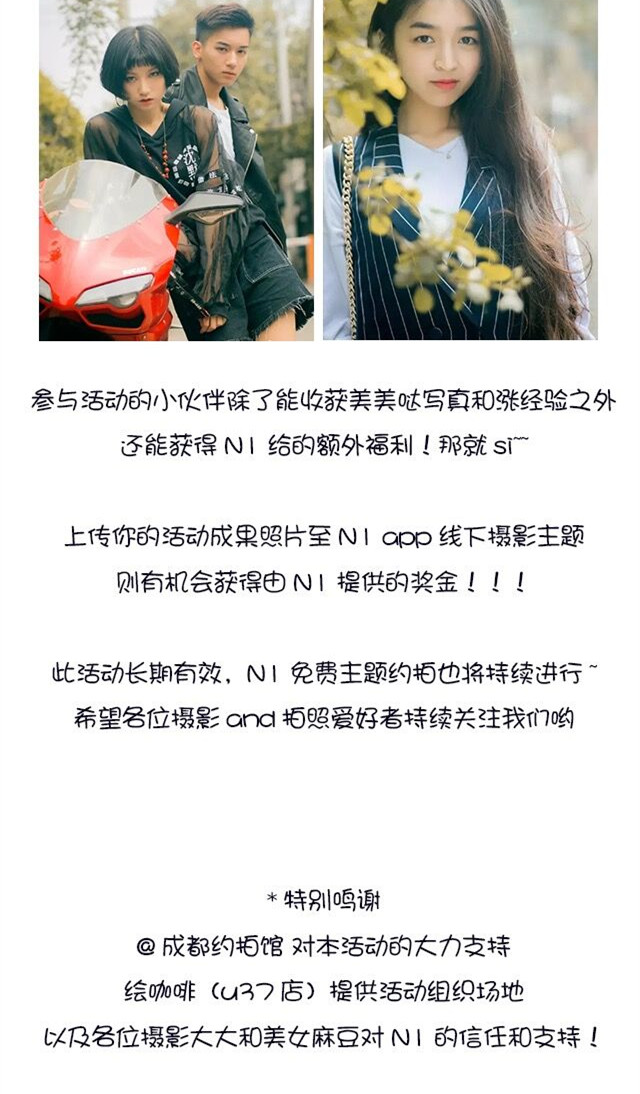 参与活动的小伙伴除了能收获美美哒写真和涨经验之外
还能获得 N1 给的额外福利！那就 si~~
上传你的活动成果照片至 N1 app 线下摄影主题
则有机会获得由 N1 提供的奖金！！！
此活动长期有效，N1 免费主题约拍也将持续进行~
希望各位摄影 and 拍照爱好者持续关注我们哟
*特别鸣谢
@成都约拍馆 对本活动的大力支持
绘咖啡（u37店）提供活动组织场地
以及各位摄影大大和美女麻豆对 N1 的信任和支持！